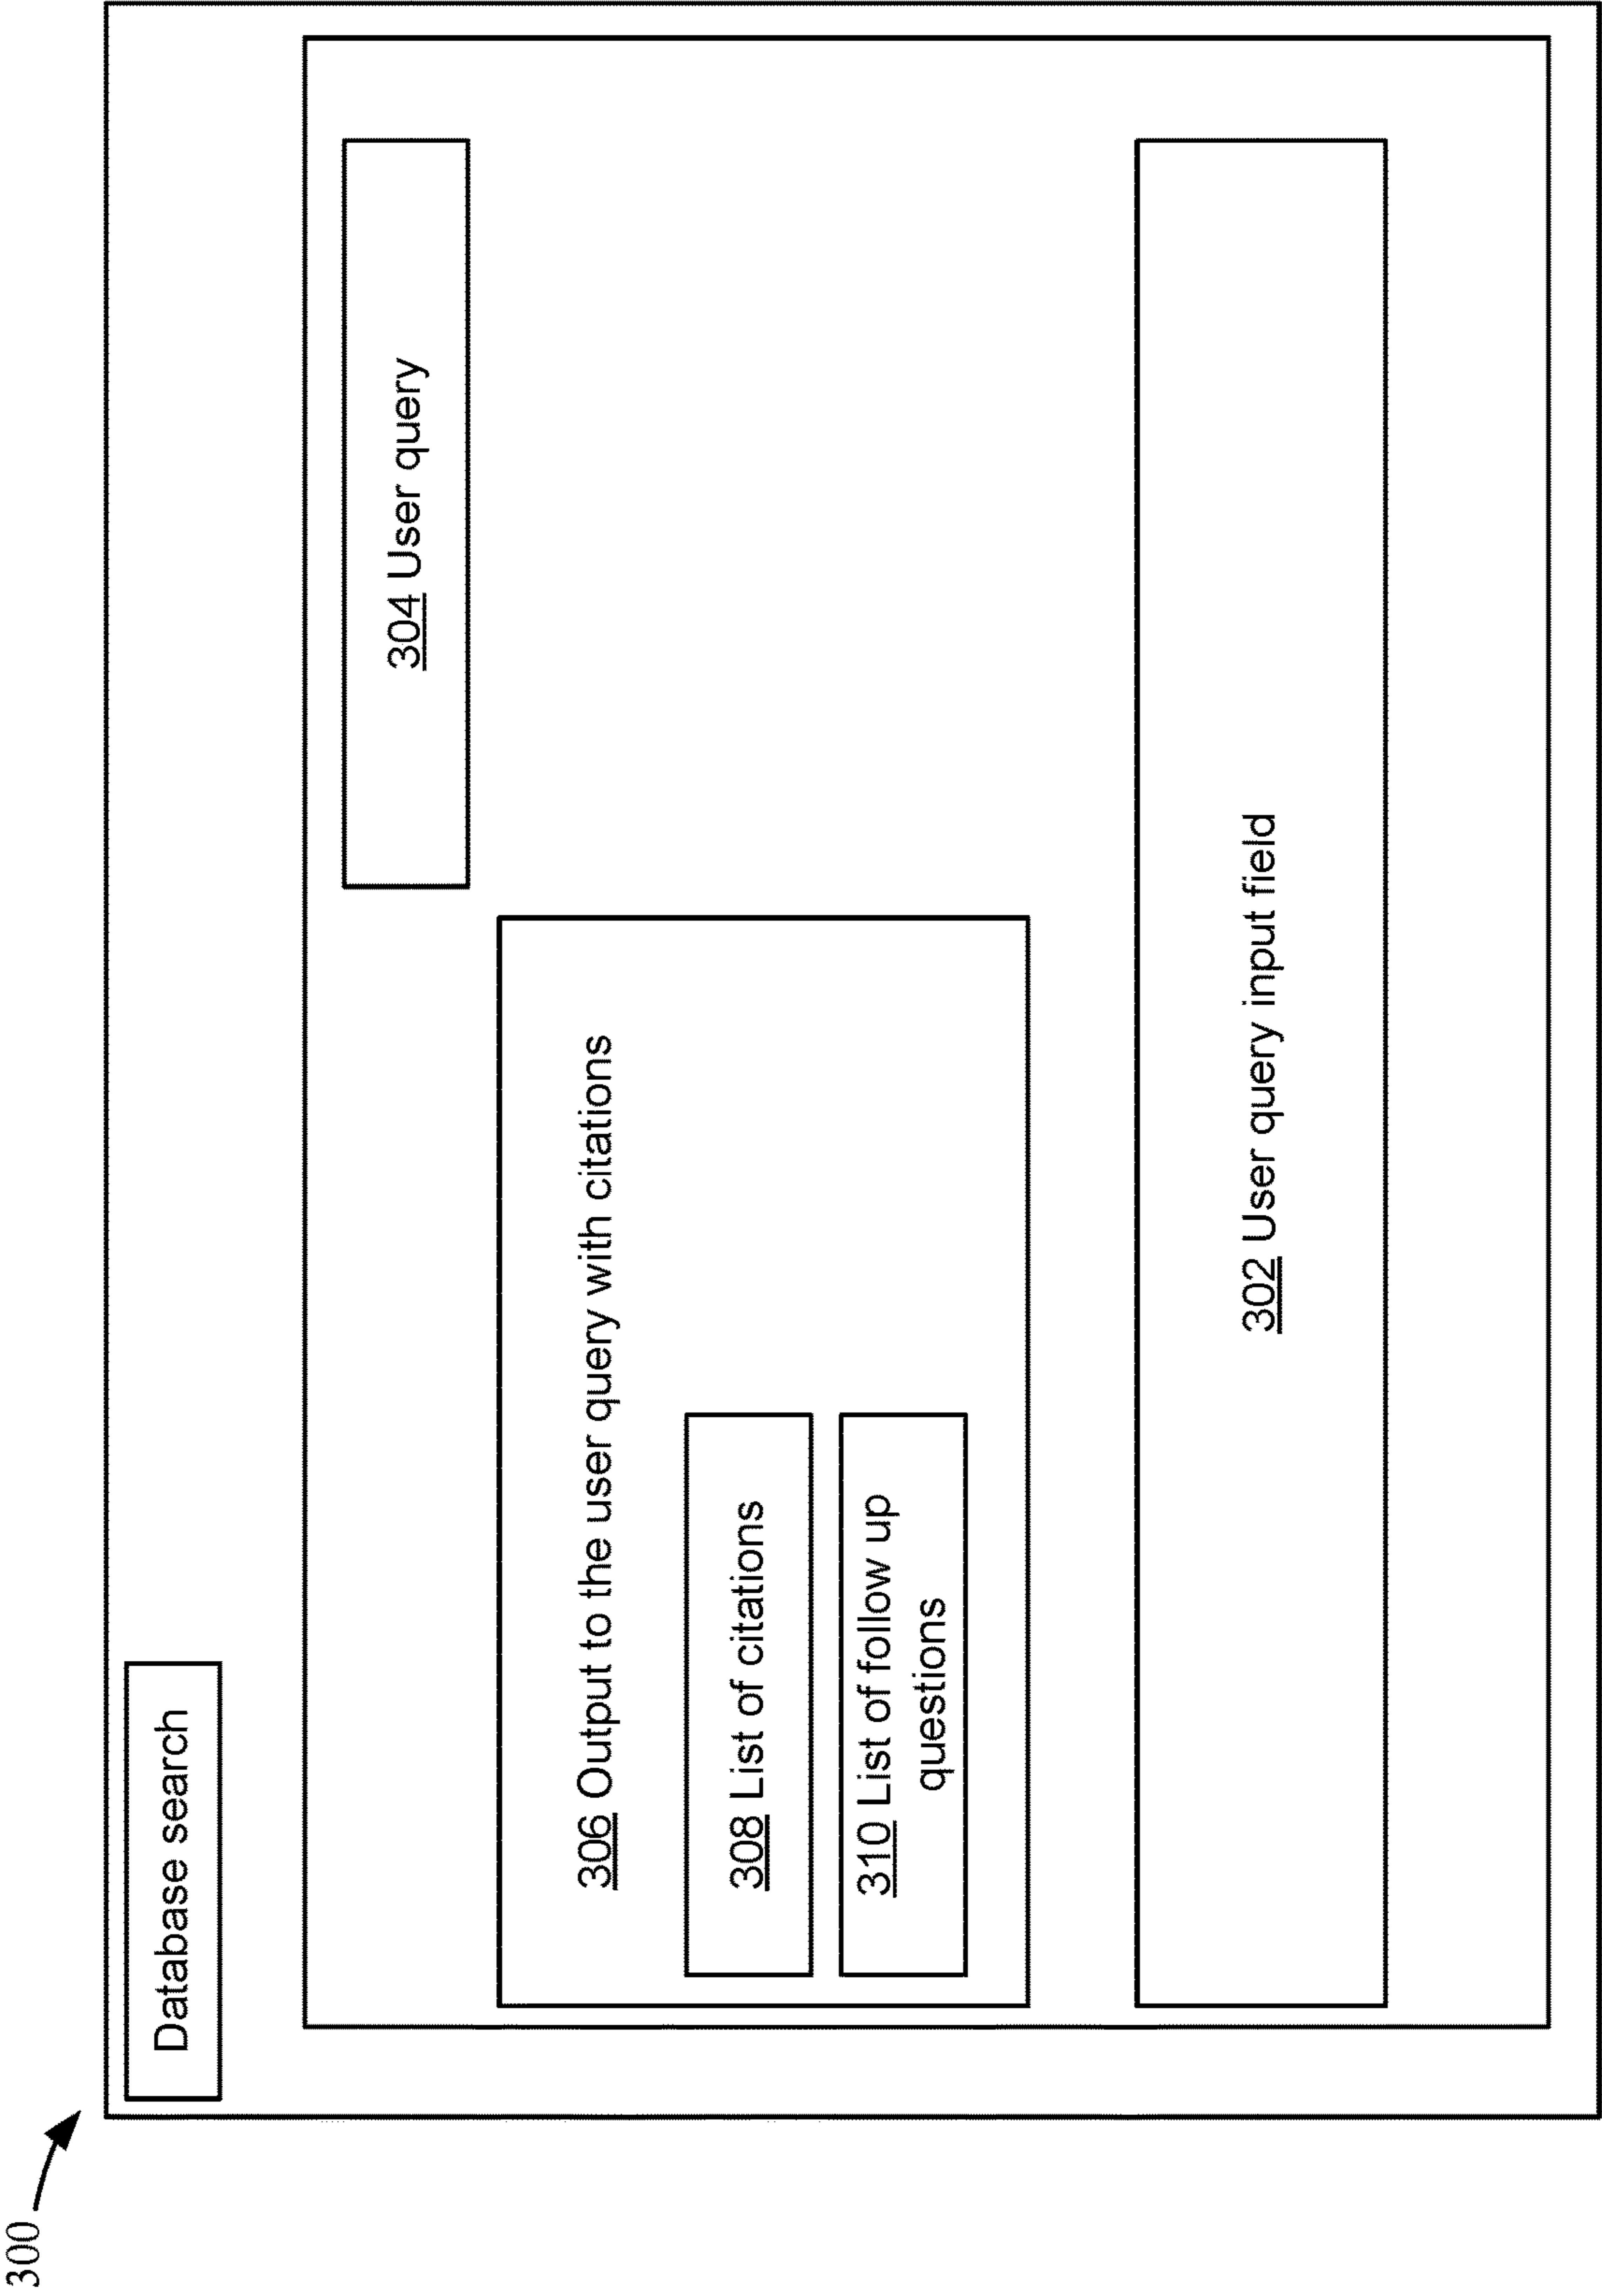 300
Database search
304 User query
306 Output to the user query with citations
308 List of citations
310 List of follow up
questions
302 User query input field